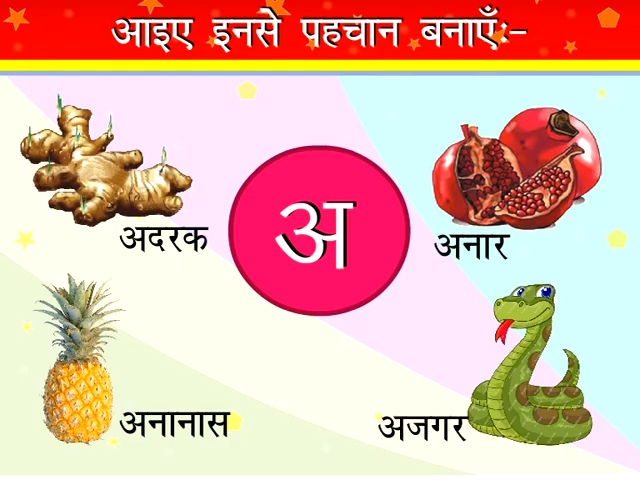 आइए इनसे पहचान बनाएँः-
अदरक
अ
अनार
अनानास
अजगर